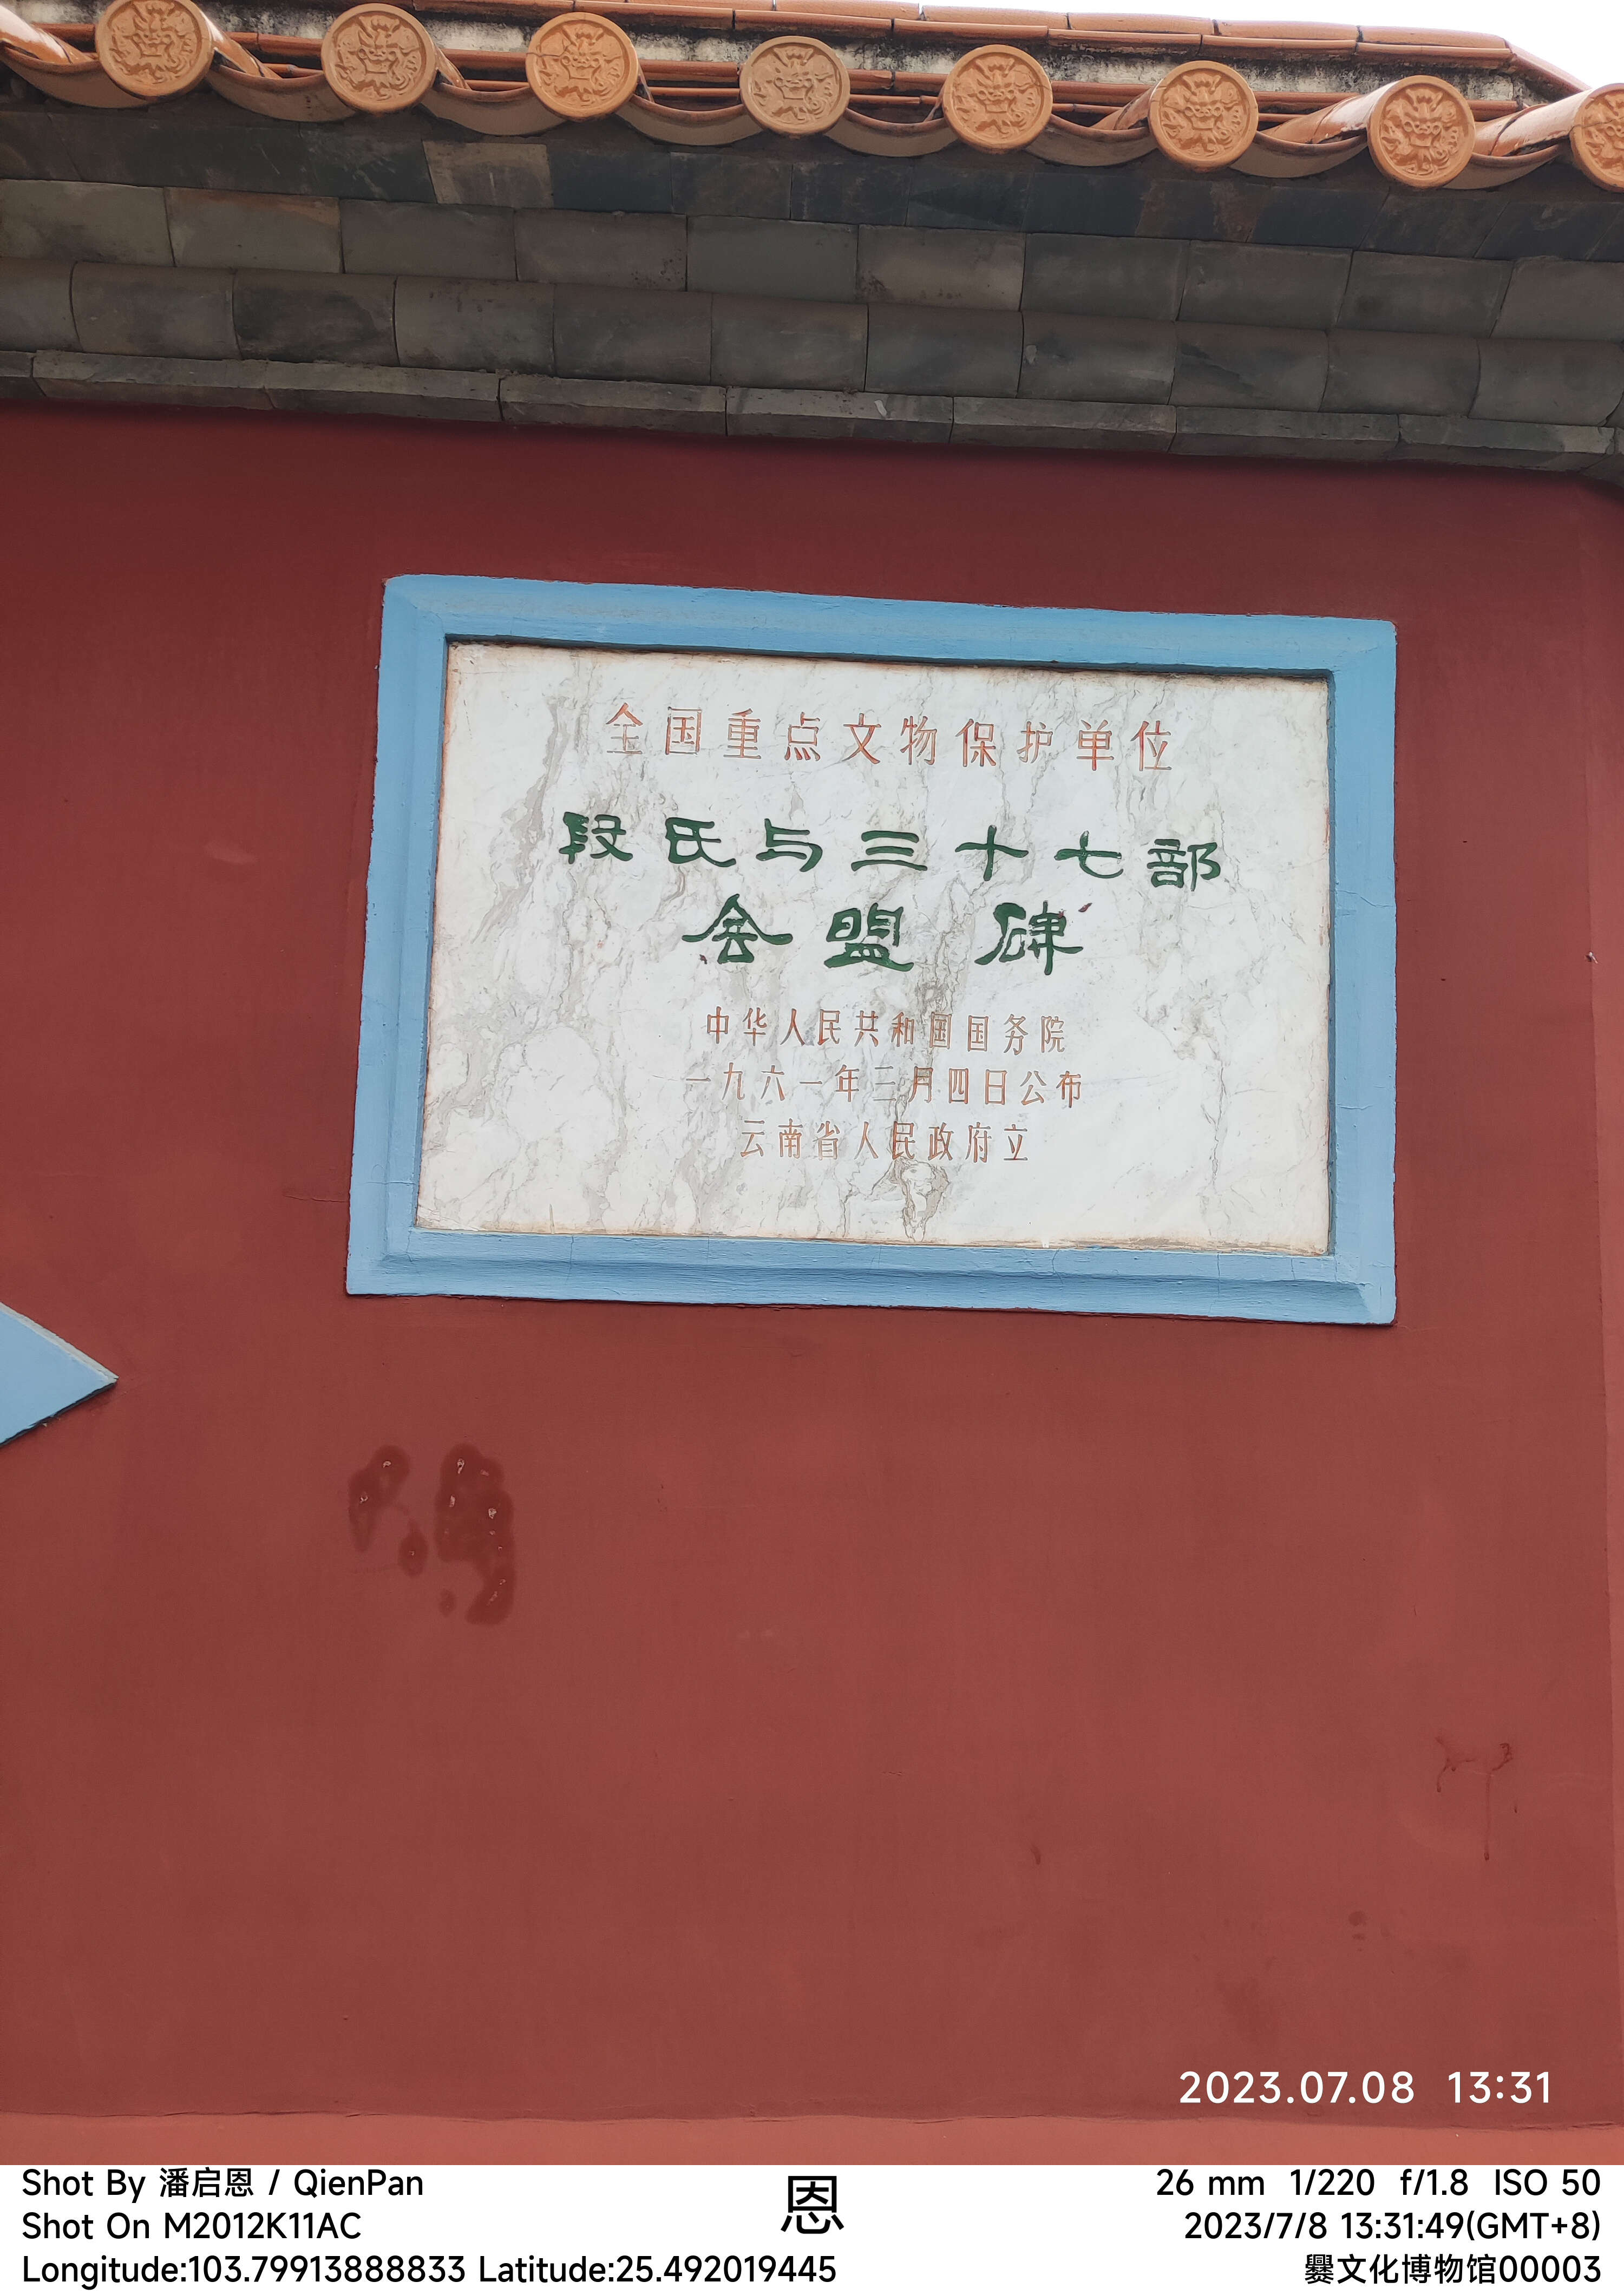 全国重点文物保护单位
段氏与三十七部
会盟碑
中华人民共和国国务院
一九六一年三月四日公布
云南省人民政府立
2023.07.08 13:31
Shot By 潘启恩 / QienPan
Shot On M2012K11AC
Longitude:103.79913888833 Latitude:25.492019445
恩
26 mm 1/220 f/1.8 ISO 50
2023/7/8 13:31:49(GMT+8)
爨文化博物馆00003